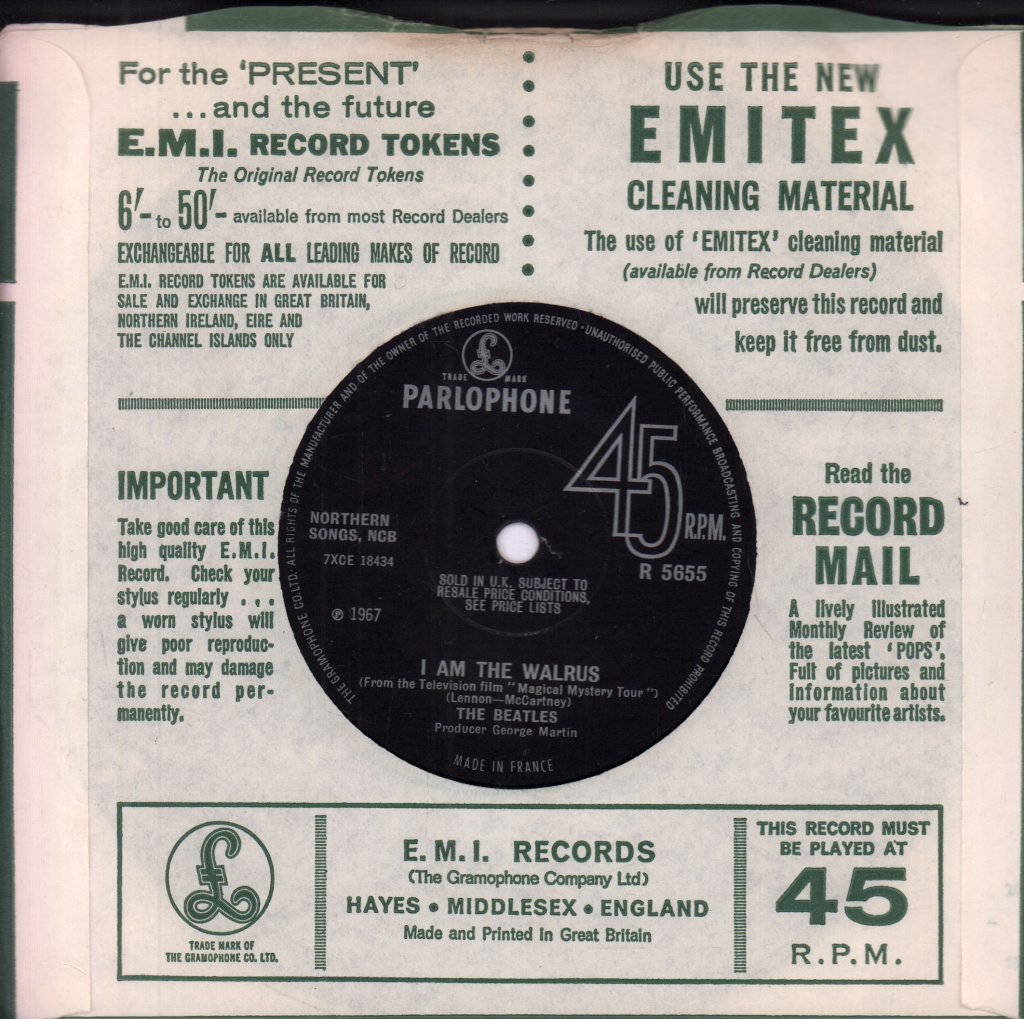 For the 'PRESENT'
...and the future
E.M.I. RECORD TOKENS
The Original Record Tokens
6/- to 50/- available from most Record Dealers
EXCHANGEABLE FOR ALL LEADING MAKES OF RECORD
E.M.I. RECORD TOKENS ARE AVAILABLE FOR
SALE AND EXCHANGE IN GREAT BRITAIN,
NORTHERN IRELAND, EIRE AND
THE CHANNEL ISLANDS ONLY
USE THE NEW
EMITEX
CLEANING MATERIAL
The use of 'EMITEX' cleaning material
(available from Record Dealers)
will preserve this record and
keep it free from dust.
IMPORTANT
Take good care of this
high quality E.M.I.
Record. Check your
stylus regularly . . .
a worn stylus will
give poor reproduc-
tion and may damage
the record per-
manently.
THE GRAMOPHONE CO. LTD. · ALL RIGHTS OF THE MANUFACTURER AND OF THE OWNER OF THE RECORDED WORK RESERVED · UNAUTHORISED PUBLIC PERFORMANCE BROADCASTING AND COPYING OF THIS RECORD PROHIBITED
£
TRADE MARK
PARLOPHONE
45
R.P.M.
NORTHERN
SONGS, NCB
7XCE 18434
R 5655
SOLD IN U.K. SUBJECT TO
RESALE PRICE CONDITIONS,
SEE PRICE LISTS
℗ 1967
I AM THE WALRUS
(From the Television film "Magical Mystery Tour")
(Lennon—McCartney)
THE BEATLES
Producer George Martin
MADE IN FRANCE
Read the
RECORD
MAIL
A lively illustrated
Monthly Review of
the latest 'POPS'.
Full of pictures and
information about
your favourite artists.
£
TRADE MARK OF
THE GRAMOPHONE CO. LTD.
E.M.I. RECORDS
(The Gramophone Company Ltd)
HAYES • MIDDLESEX • ENGLAND
Made and Printed in Great Britain
THIS RECORD MUST
BE PLAYED AT
45
R.P.M.